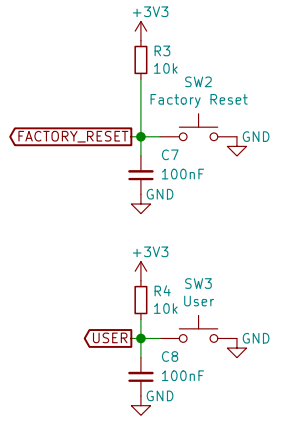 +3V3
R3
10k
SW2
Factory Reset
FACTORY_RESET
GND
C7
100nF
GND
+3V3
R4
10k
SW3
User
USER
GND
C8
100nF
GND